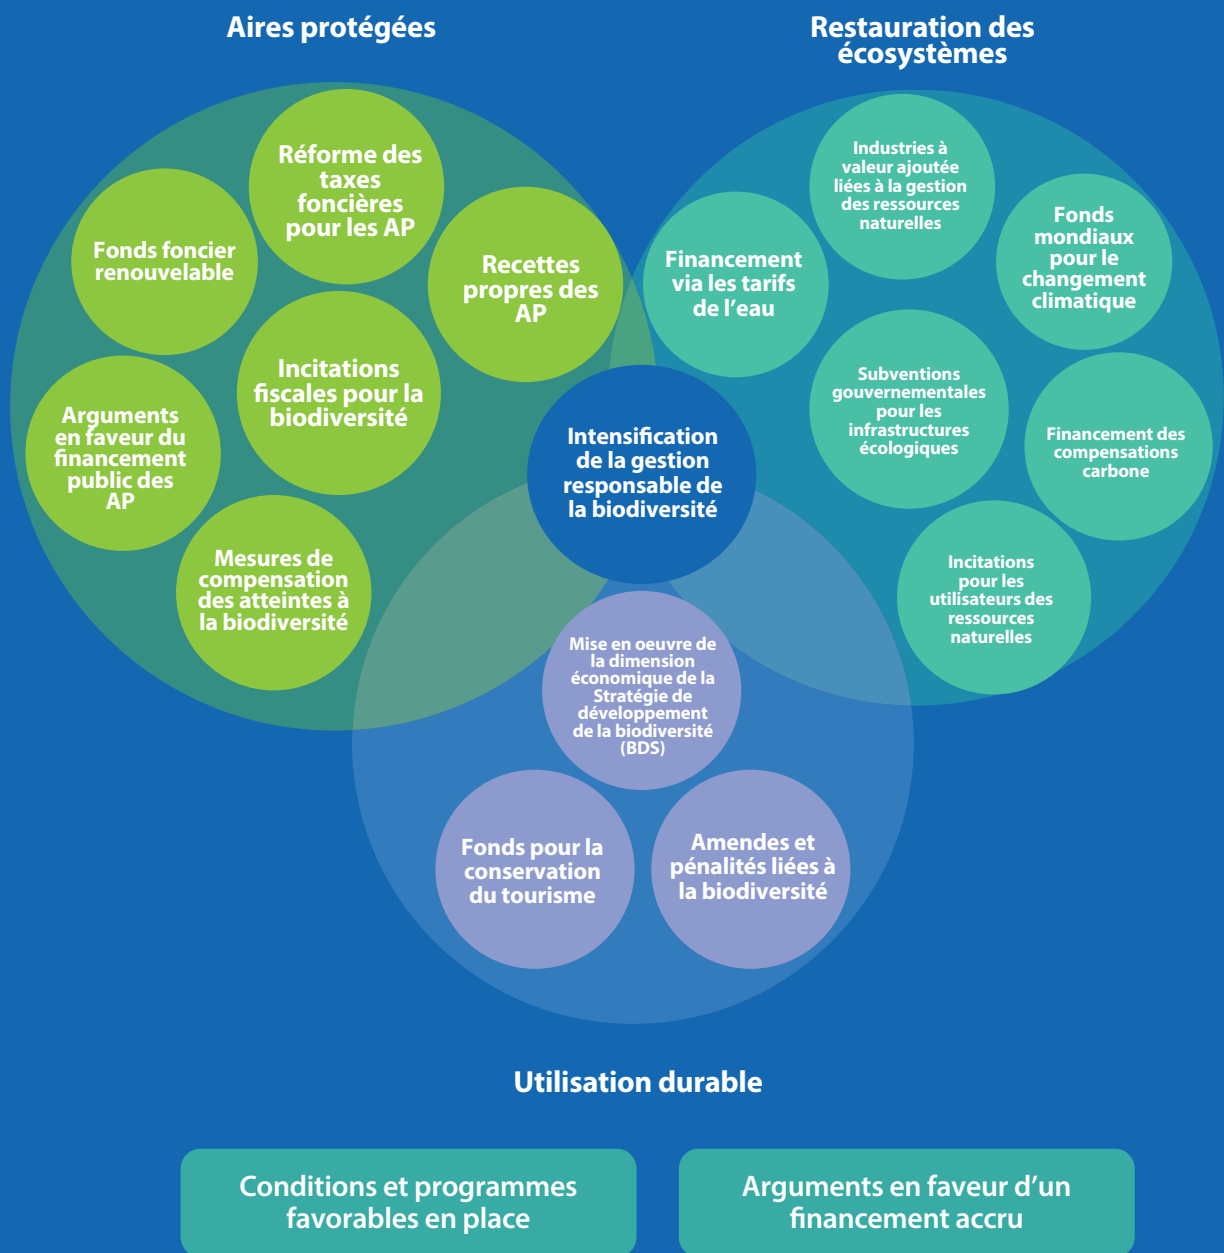 Aires protégées
Restauration des
écosystèmes
Réforme des
taxes
foncières
pour les AP
Fonds foncier
renouvelable
Recettes
propres des
AP
Incitations
fiscales pour la
biodiversité
Arguments
en faveur du
financement
public des
AP
Mesures de
compensation
des atteintes à
la biodiversité
Industries à
valeur ajoutée
liées à la gestion
des ressources
naturelles
Financement
via les tarifs
de l'eau
Fonds
mondiaux
pour le
changement
climatique
Subventions
gouvernementales
pour les
infrastructures
écologiques
Financement des
compensations
carbone
Incitations
pour les
utilisateurs des
ressources
naturelles
Intensification
de la gestion
responsable de
la biodiversité
Mise en oeuvre de
la dimension
économique de la
Stratégie de
développement
de la biodiversité
(BDS)
Fonds pour la
conservation
du tourisme
Amendes et
pénalités liées à
la biodiversité
Utilisation durable
Conditions et programmes
favorables en place
Arguments en faveur d'un
financement accru